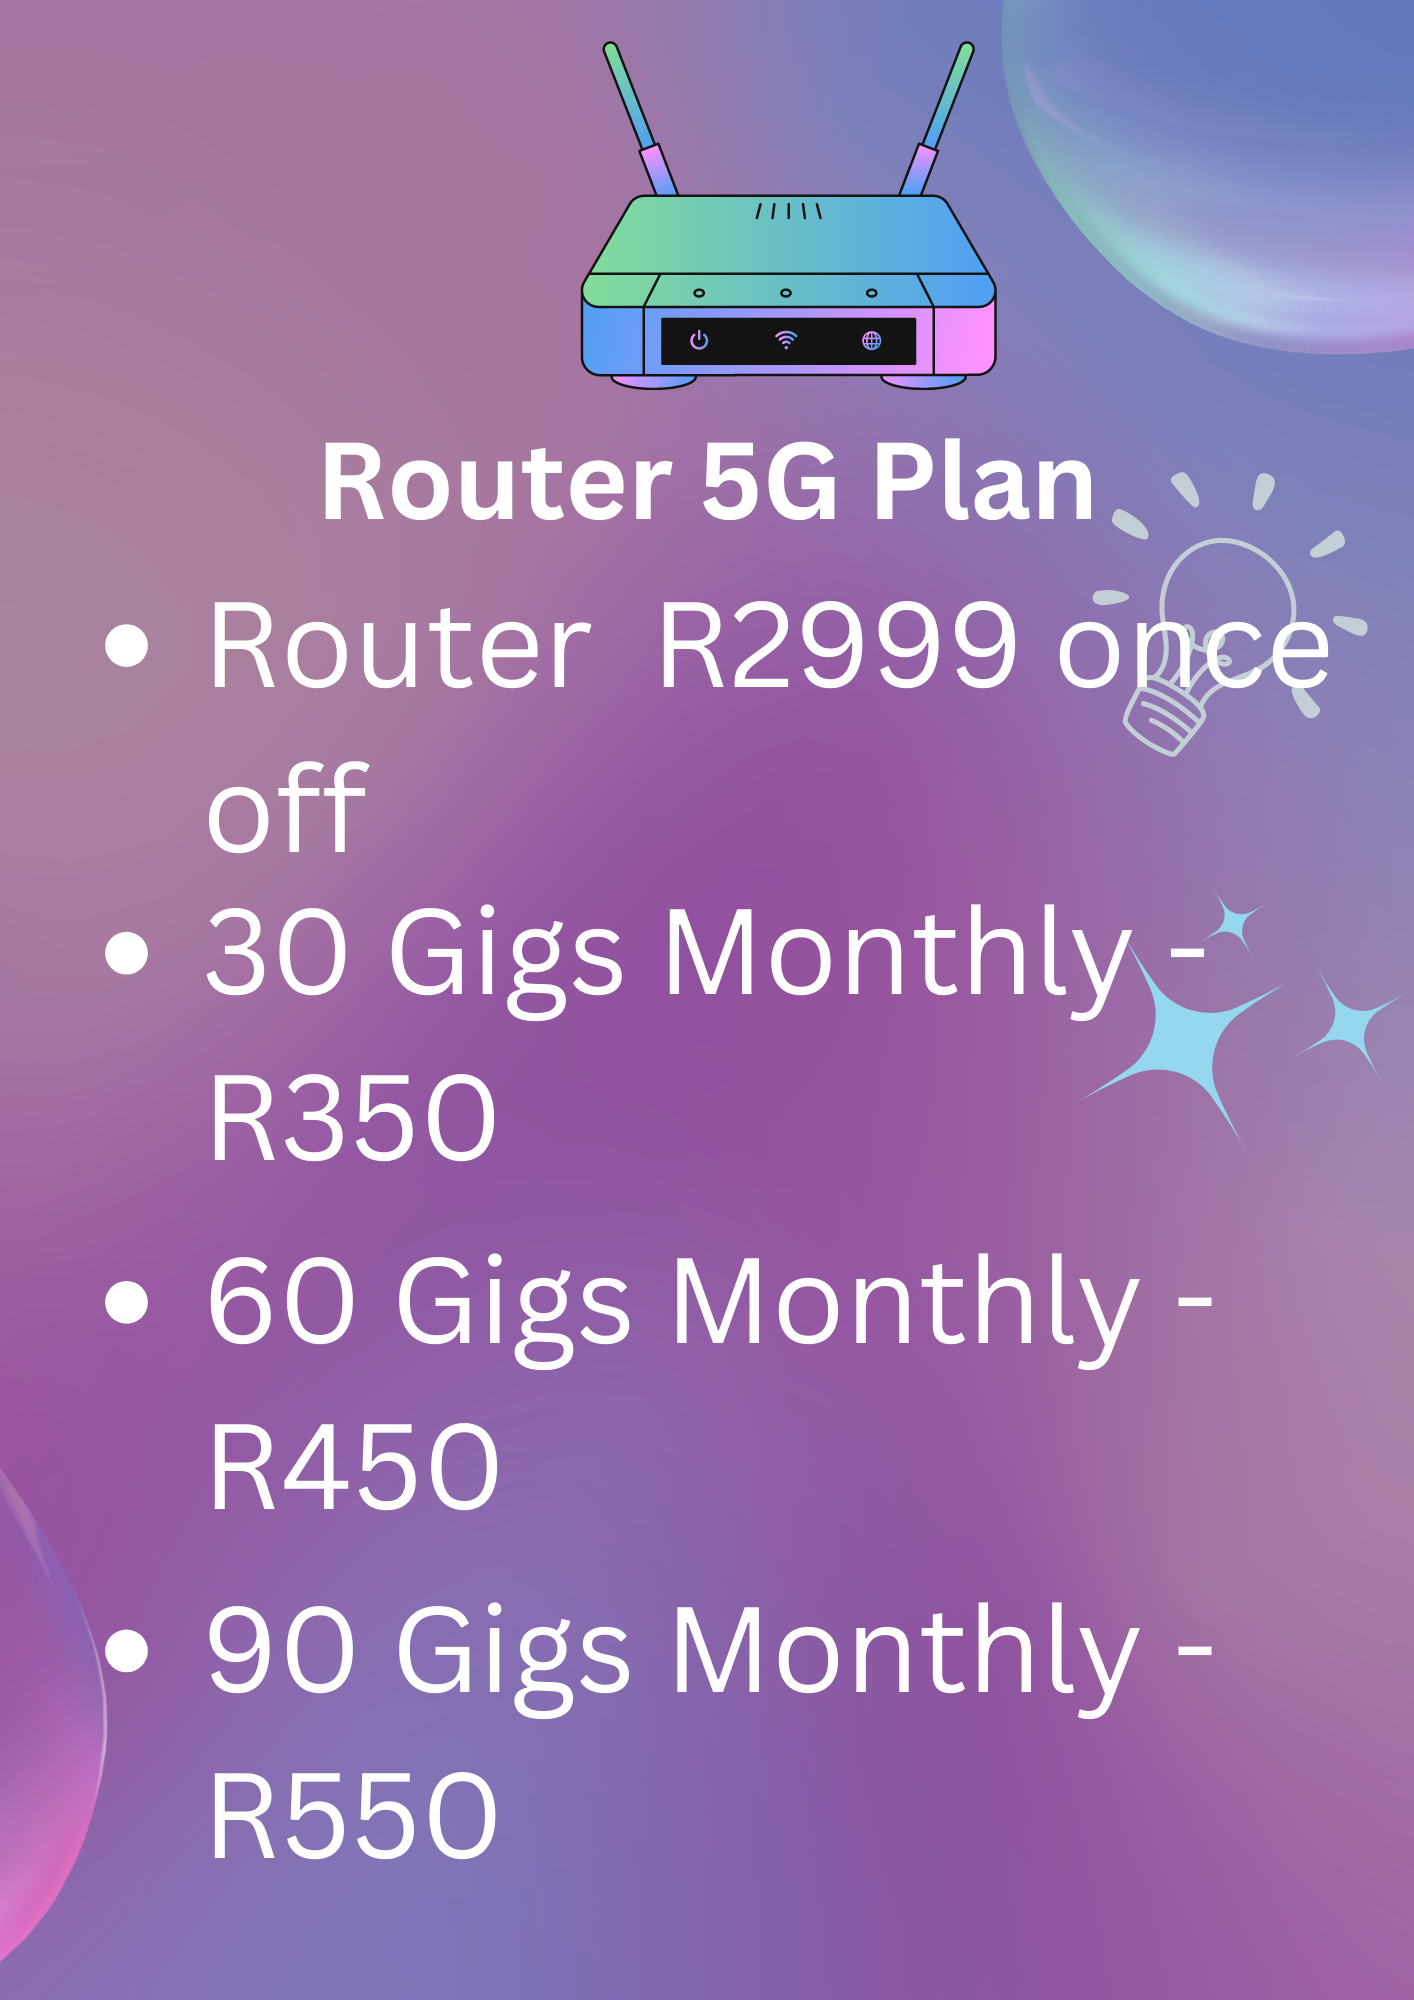 Router 5G Plan
• Router  R2999 once
off
• 30 Gigs Monthly -
R350
• 60 Gigs Monthly -
R450
• 90 Gigs Monthly -
R550